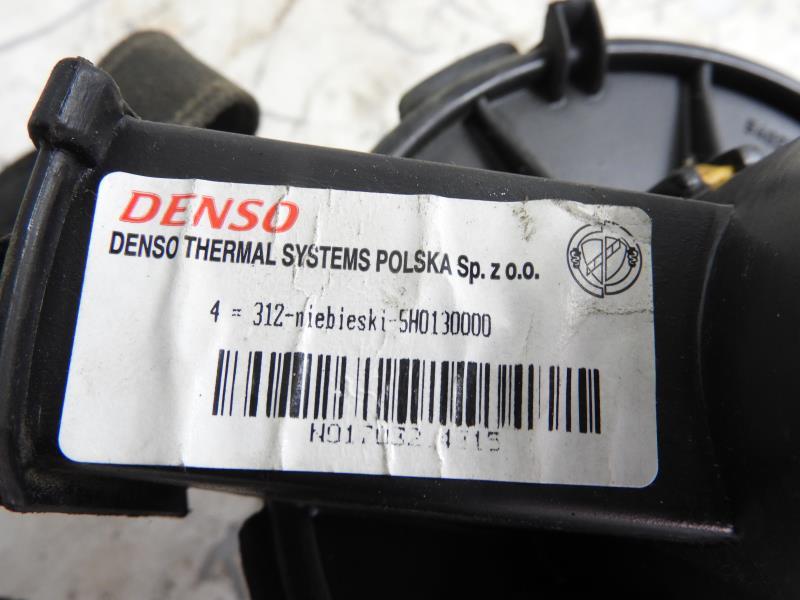 DENSO
DENSO THERMAL SYSTEMS POLSKA Sp. z o.o.
4 = 312-niebieski-5H0130000